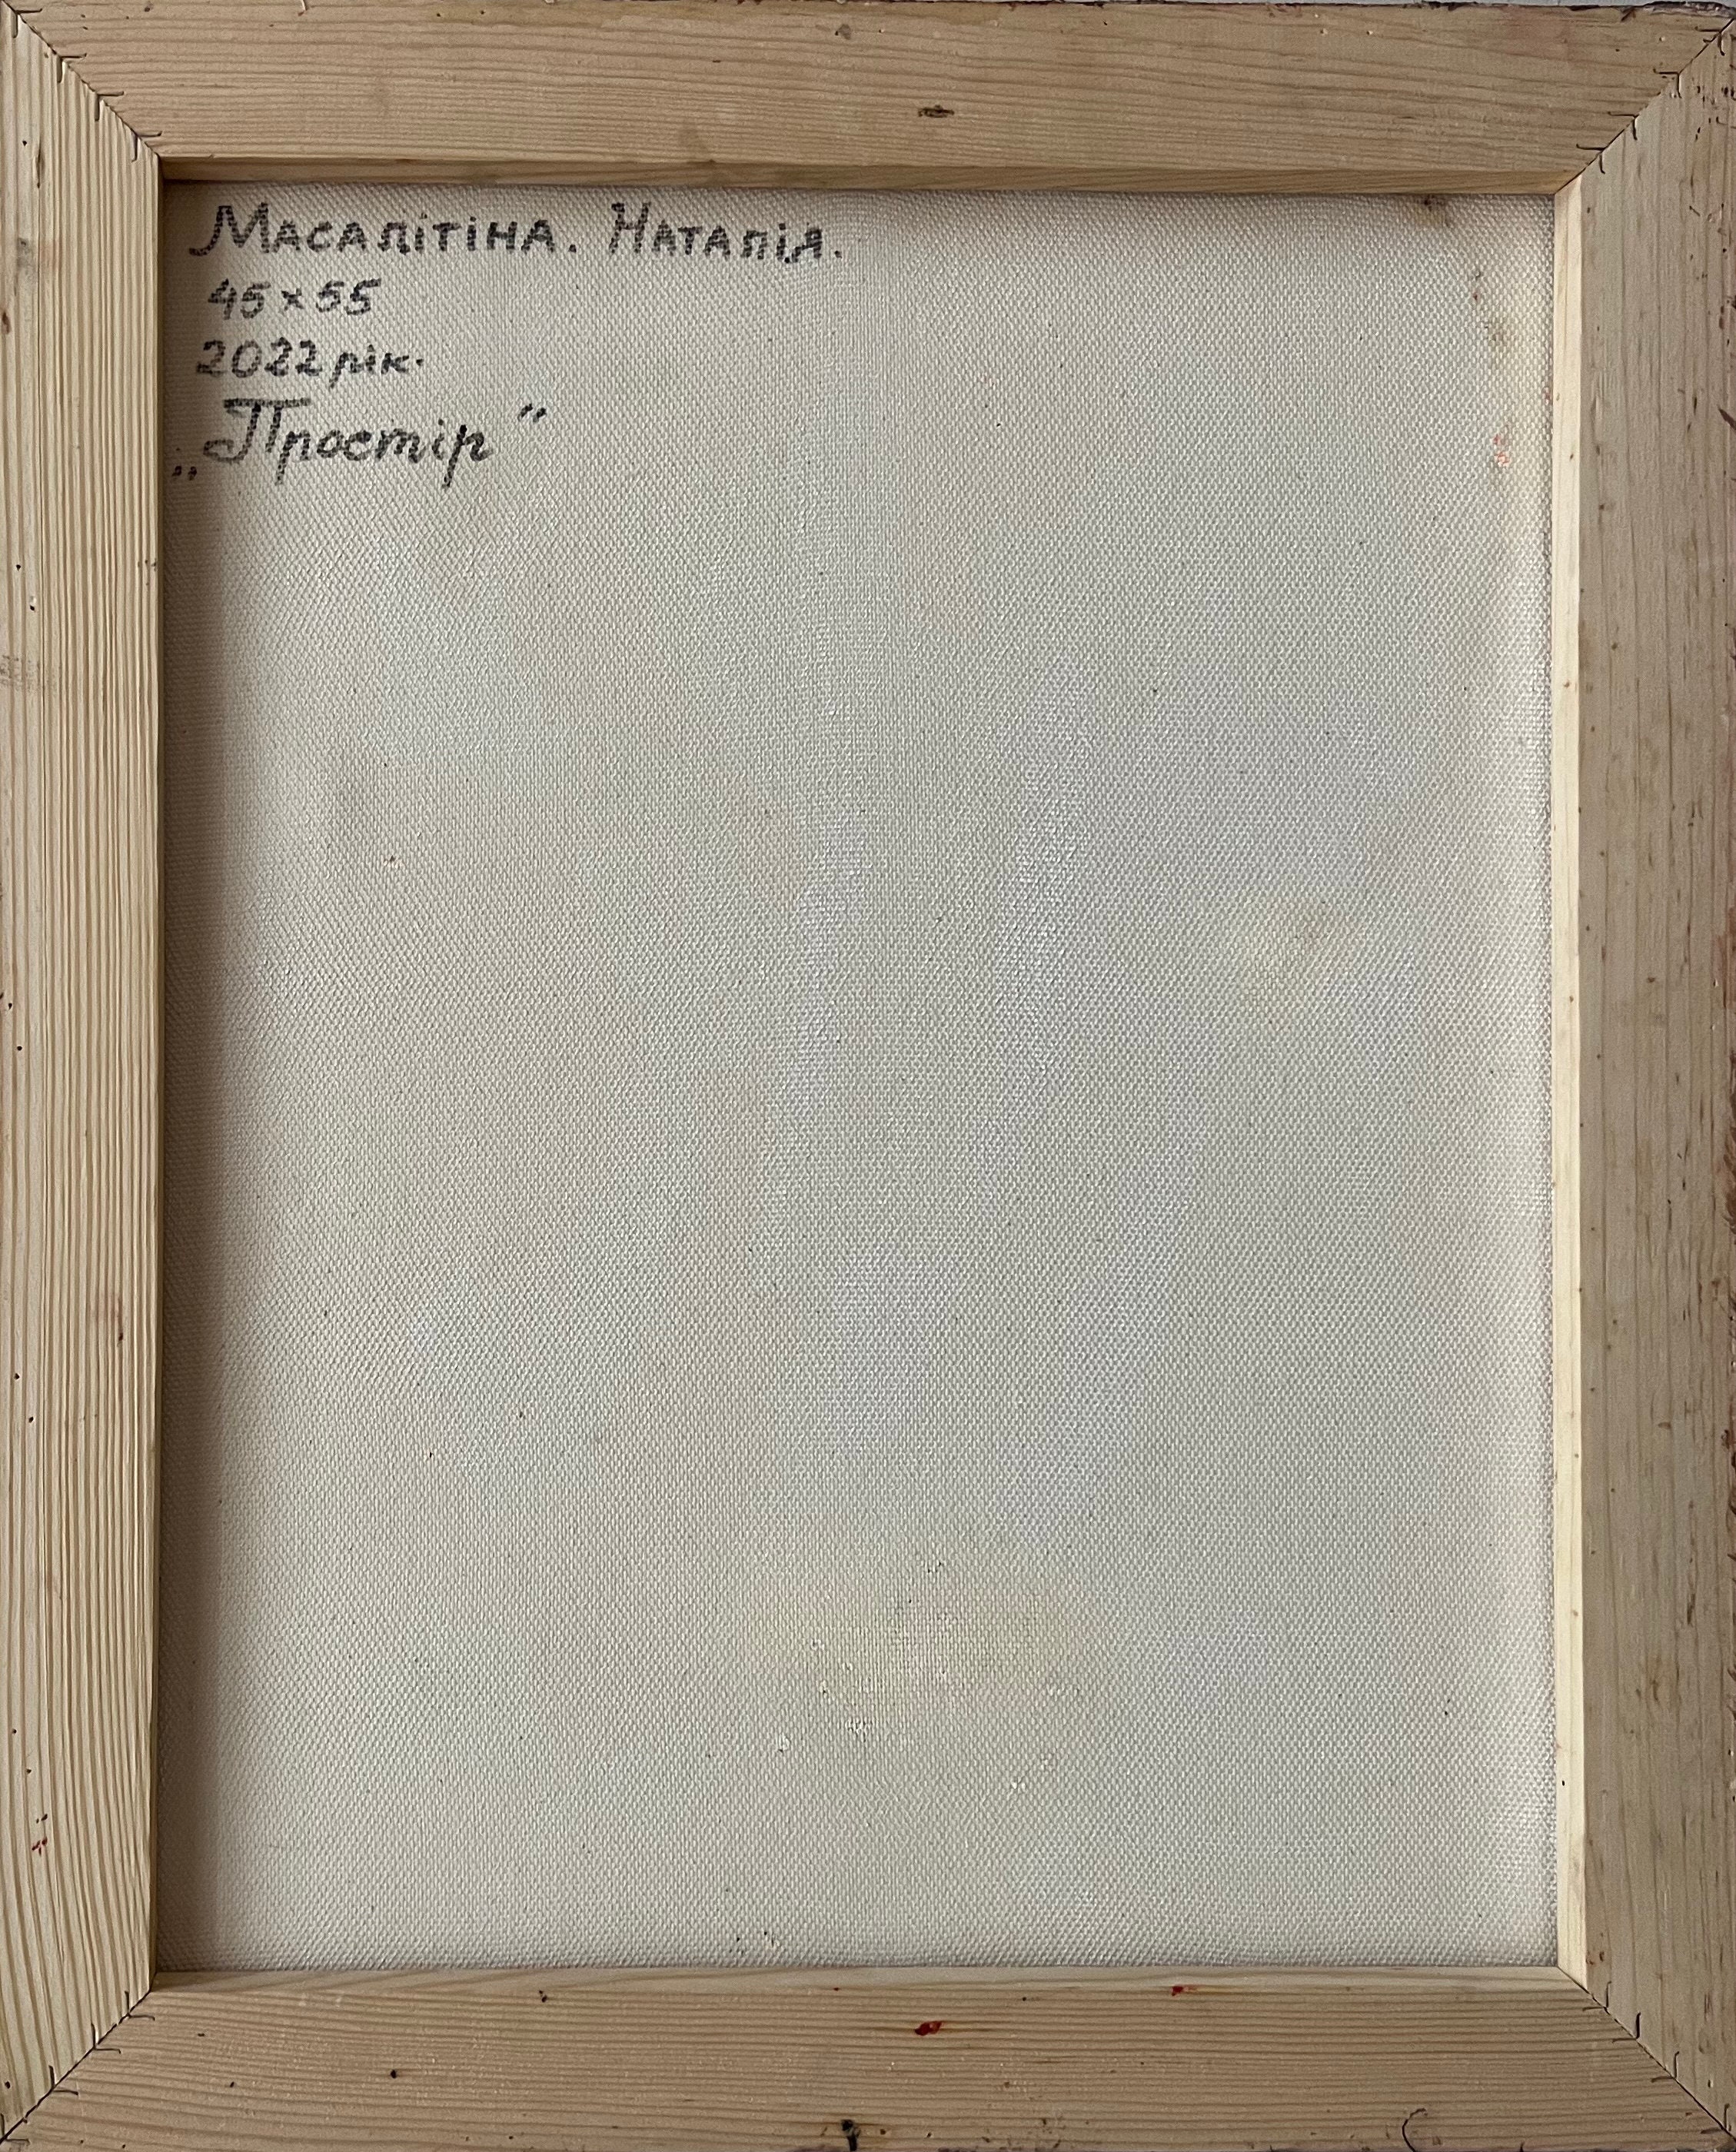 Масалітіна. Наталія.
45×55
2022 рік.
„Простір“